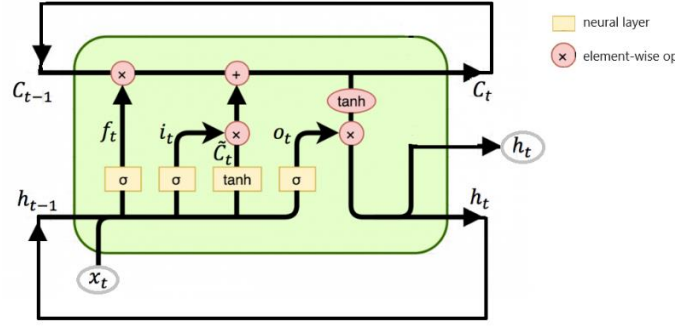 neural layer
× element-wise op
× + tanh
C_{t-1} C_t
f_t i_t × C̃_t o_t ×
h_t
σ σ tanh σ
h_{t-1} h_t
x_t